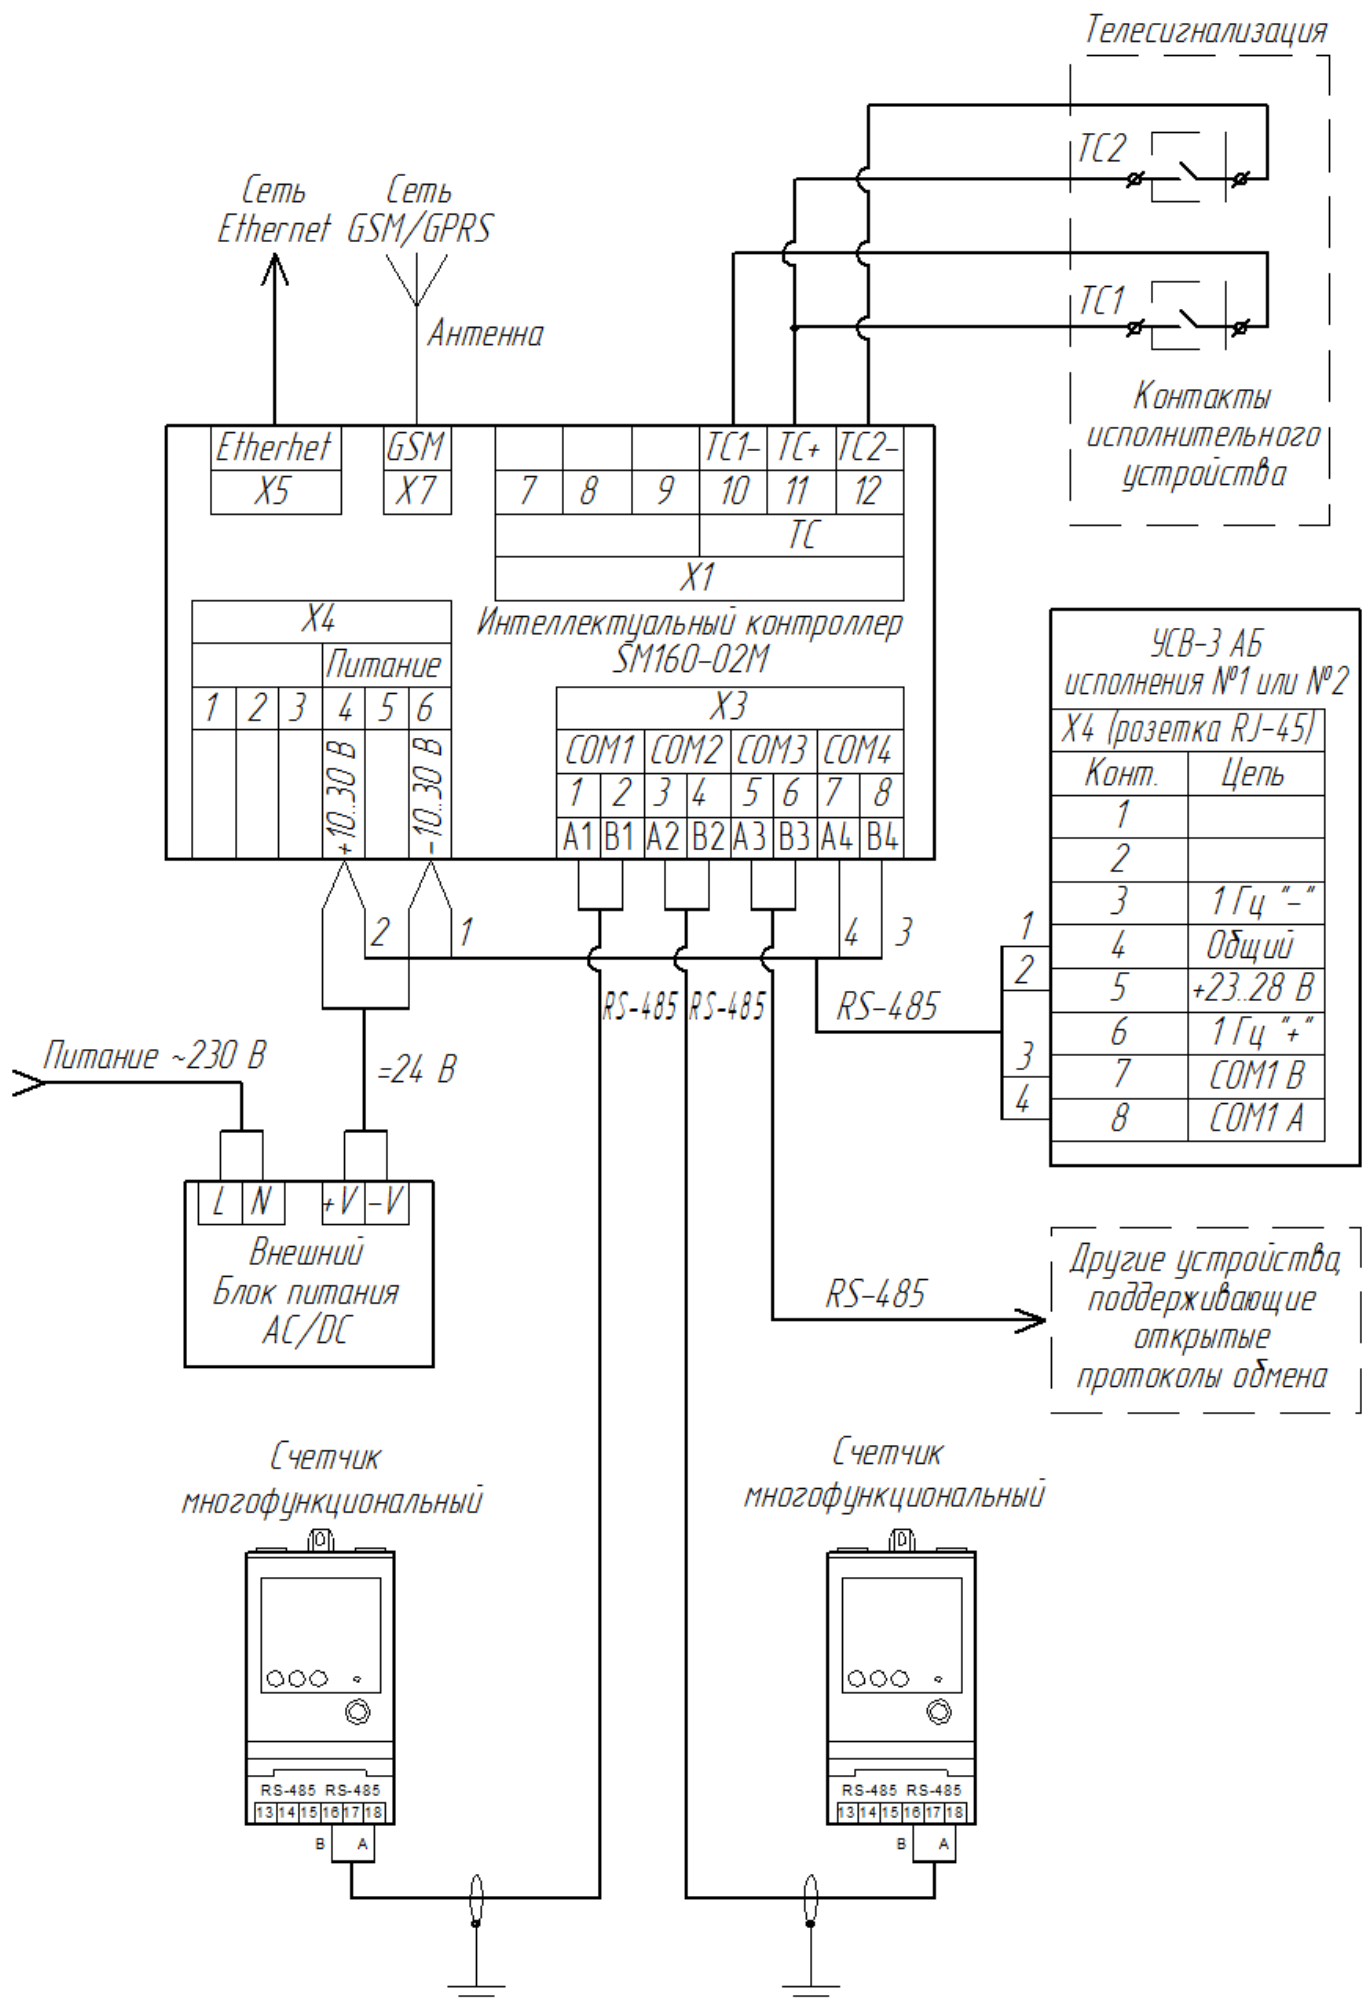 Телесигнализация
ТС2
Сеть
Ethernet
Сеть
GSM/GPRS
Антенна
ТС1
Контакты
исполнительного
устройства
Etherhet
X5
GSM
X7
ТС1-
ТС+
ТС2-
7
8
9
10
11
12
ТС
X1
Интеллектуальный контроллер
SM160-02M
X4
Питание
1
2
3
4
5
6
+10..30 В
-10..30 В
X3
COM1
COM2
COM3
COM4
1
2
3
4
5
6
7
8
A1
B1
A2
B2
A3
B3
A4
B4
УСВ-3 АБ
исполнения №1 или №2
X4 (розетка RJ-45)
Конт.
Цепь
1
2
3
1 Гц "-"
4
Общий
5
+23..28 В
6
1 Гц "+"
7
COM1 B
8
COM1 A
2
1
4
3
1
2
3
4
RS-485
RS-485
RS-485
Питание ~230 В
=24 В
L
N
+V
-V
Внешний
Блок питания
AC/DC
RS-485
Другие устройства,
поддерживающие
открытые
протоколы обмена
Счетчик
многофункциональный
RS-485 RS-485
13 14 15 16 17 18
B A
Счетчик
многофункциональный
RS-485 RS-485
13 14 15 16 17 18
B A